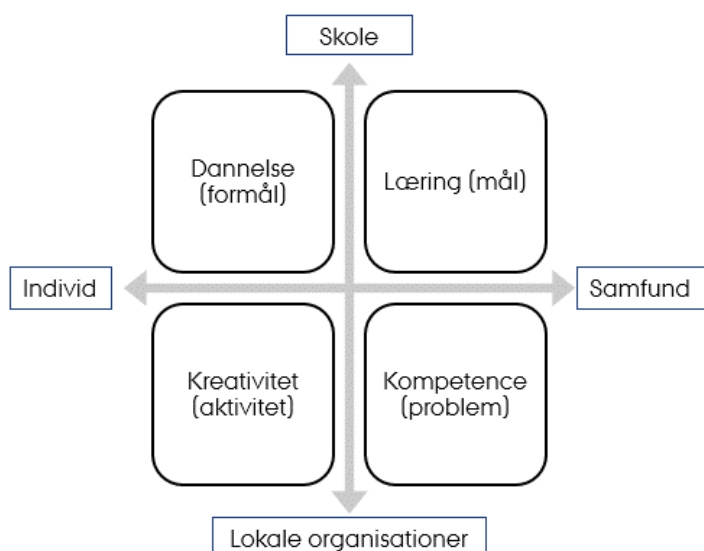 Skole
Dannelse
(formål)
Læring (mål)
Individ
Samfund
Kreativitet
(aktivitet)
Kompetence
(problem)
Lokale organisationer